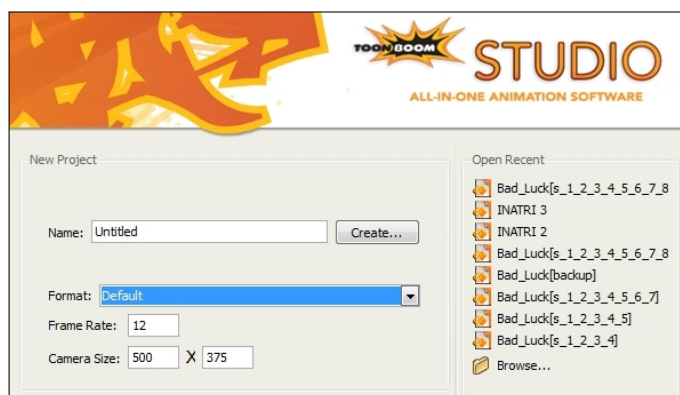 TOON BOOM STUDIO
ALL-IN-ONE ANIMATION SOFTWARE
New Project
Name: Untitled Create...
Format: Default
Frame Rate: 12
Camera Size: 500 X 375
Open Recent
Bad_Luck[s_1_2_3_4_5_6_7_8
INATRI 3
INATRI 2
Bad_Luck[s_1_2_3_4_5_6_7_8
Bad_Luck[backup]
Bad_Luck[s_1_2_3_4_5_6_7]
Bad_Luck[s_1_2_3_4_5]
Bad_Luck[s_1_2_3_4]
Browse...